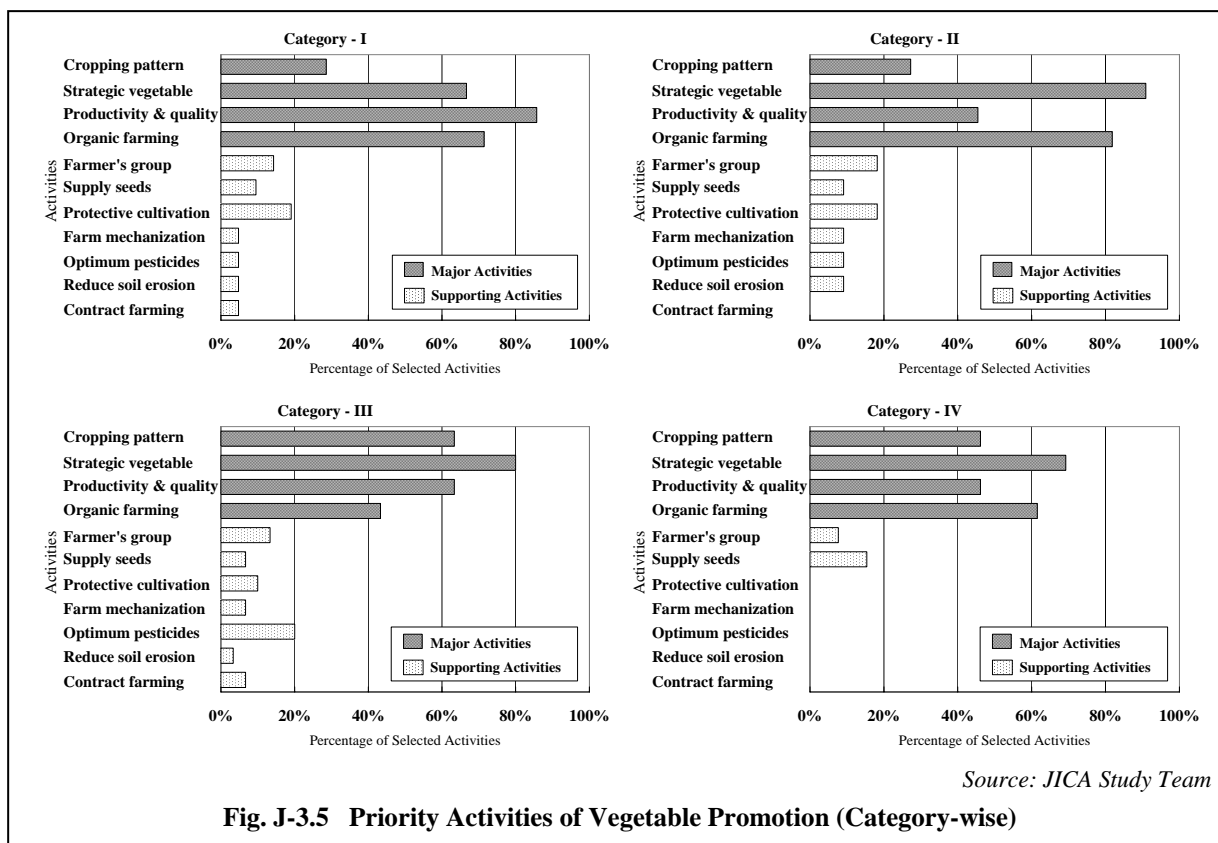 Category - I
Activities
Cropping pattern
Strategic vegetable
Productivity & quality
Organic farming
Farmer's group
Supply seeds
Protective cultivation
Farm mechanization
Optimum pesticides
Reduce soil erosion
Contract farming
Major Activities
Supporting Activities
0% 20% 40% 60% 80% 100%
Percentage of Selected Activities
Category - II
Activities
Cropping pattern
Strategic vegetable
Productivity & quality
Organic farming
Farmer's group
Supply seeds
Protective cultivation
Farm mechanization
Optimum pesticides
Reduce soil erosion
Contract farming
Major Activities
Supporting Activities
0% 20% 40% 60% 80% 100%
Percentage of Selected Activities
Category - III
Activities
Cropping pattern
Strategic vegetable
Productivity & quality
Organic farming
Farmer's group
Supply seeds
Protective cultivation
Farm mechanization
Optimum pesticides
Reduce soil erosion
Contract farming
Major Activities
Supporting Activities
0% 20% 40% 60% 80% 100%
Percentage of Selected Activities
Category - IV
Activities
Cropping pattern
Strategic vegetable
Productivity & quality
Organic farming
Farmer's group
Supply seeds
Protective cultivation
Farm mechanization
Optimum pesticides
Reduce soil erosion
Contract farming
Major Activities
Supporting Activities
0% 20% 40% 60% 80% 100%
Percentage of Selected Activities
Source: JICA Study Team
Fig. J-3.5 Priority Activities of Vegetable Promotion (Category-wise)